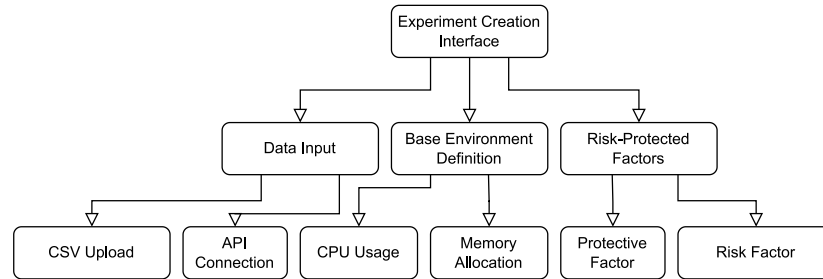 Experiment Creation
Interface
Data Input
Base Environment
Definition
Risk-Protected
Factors
CSV Upload
API
Connection
CPU Usage
Memory
Allocation
Protective
Factor
Risk Factor